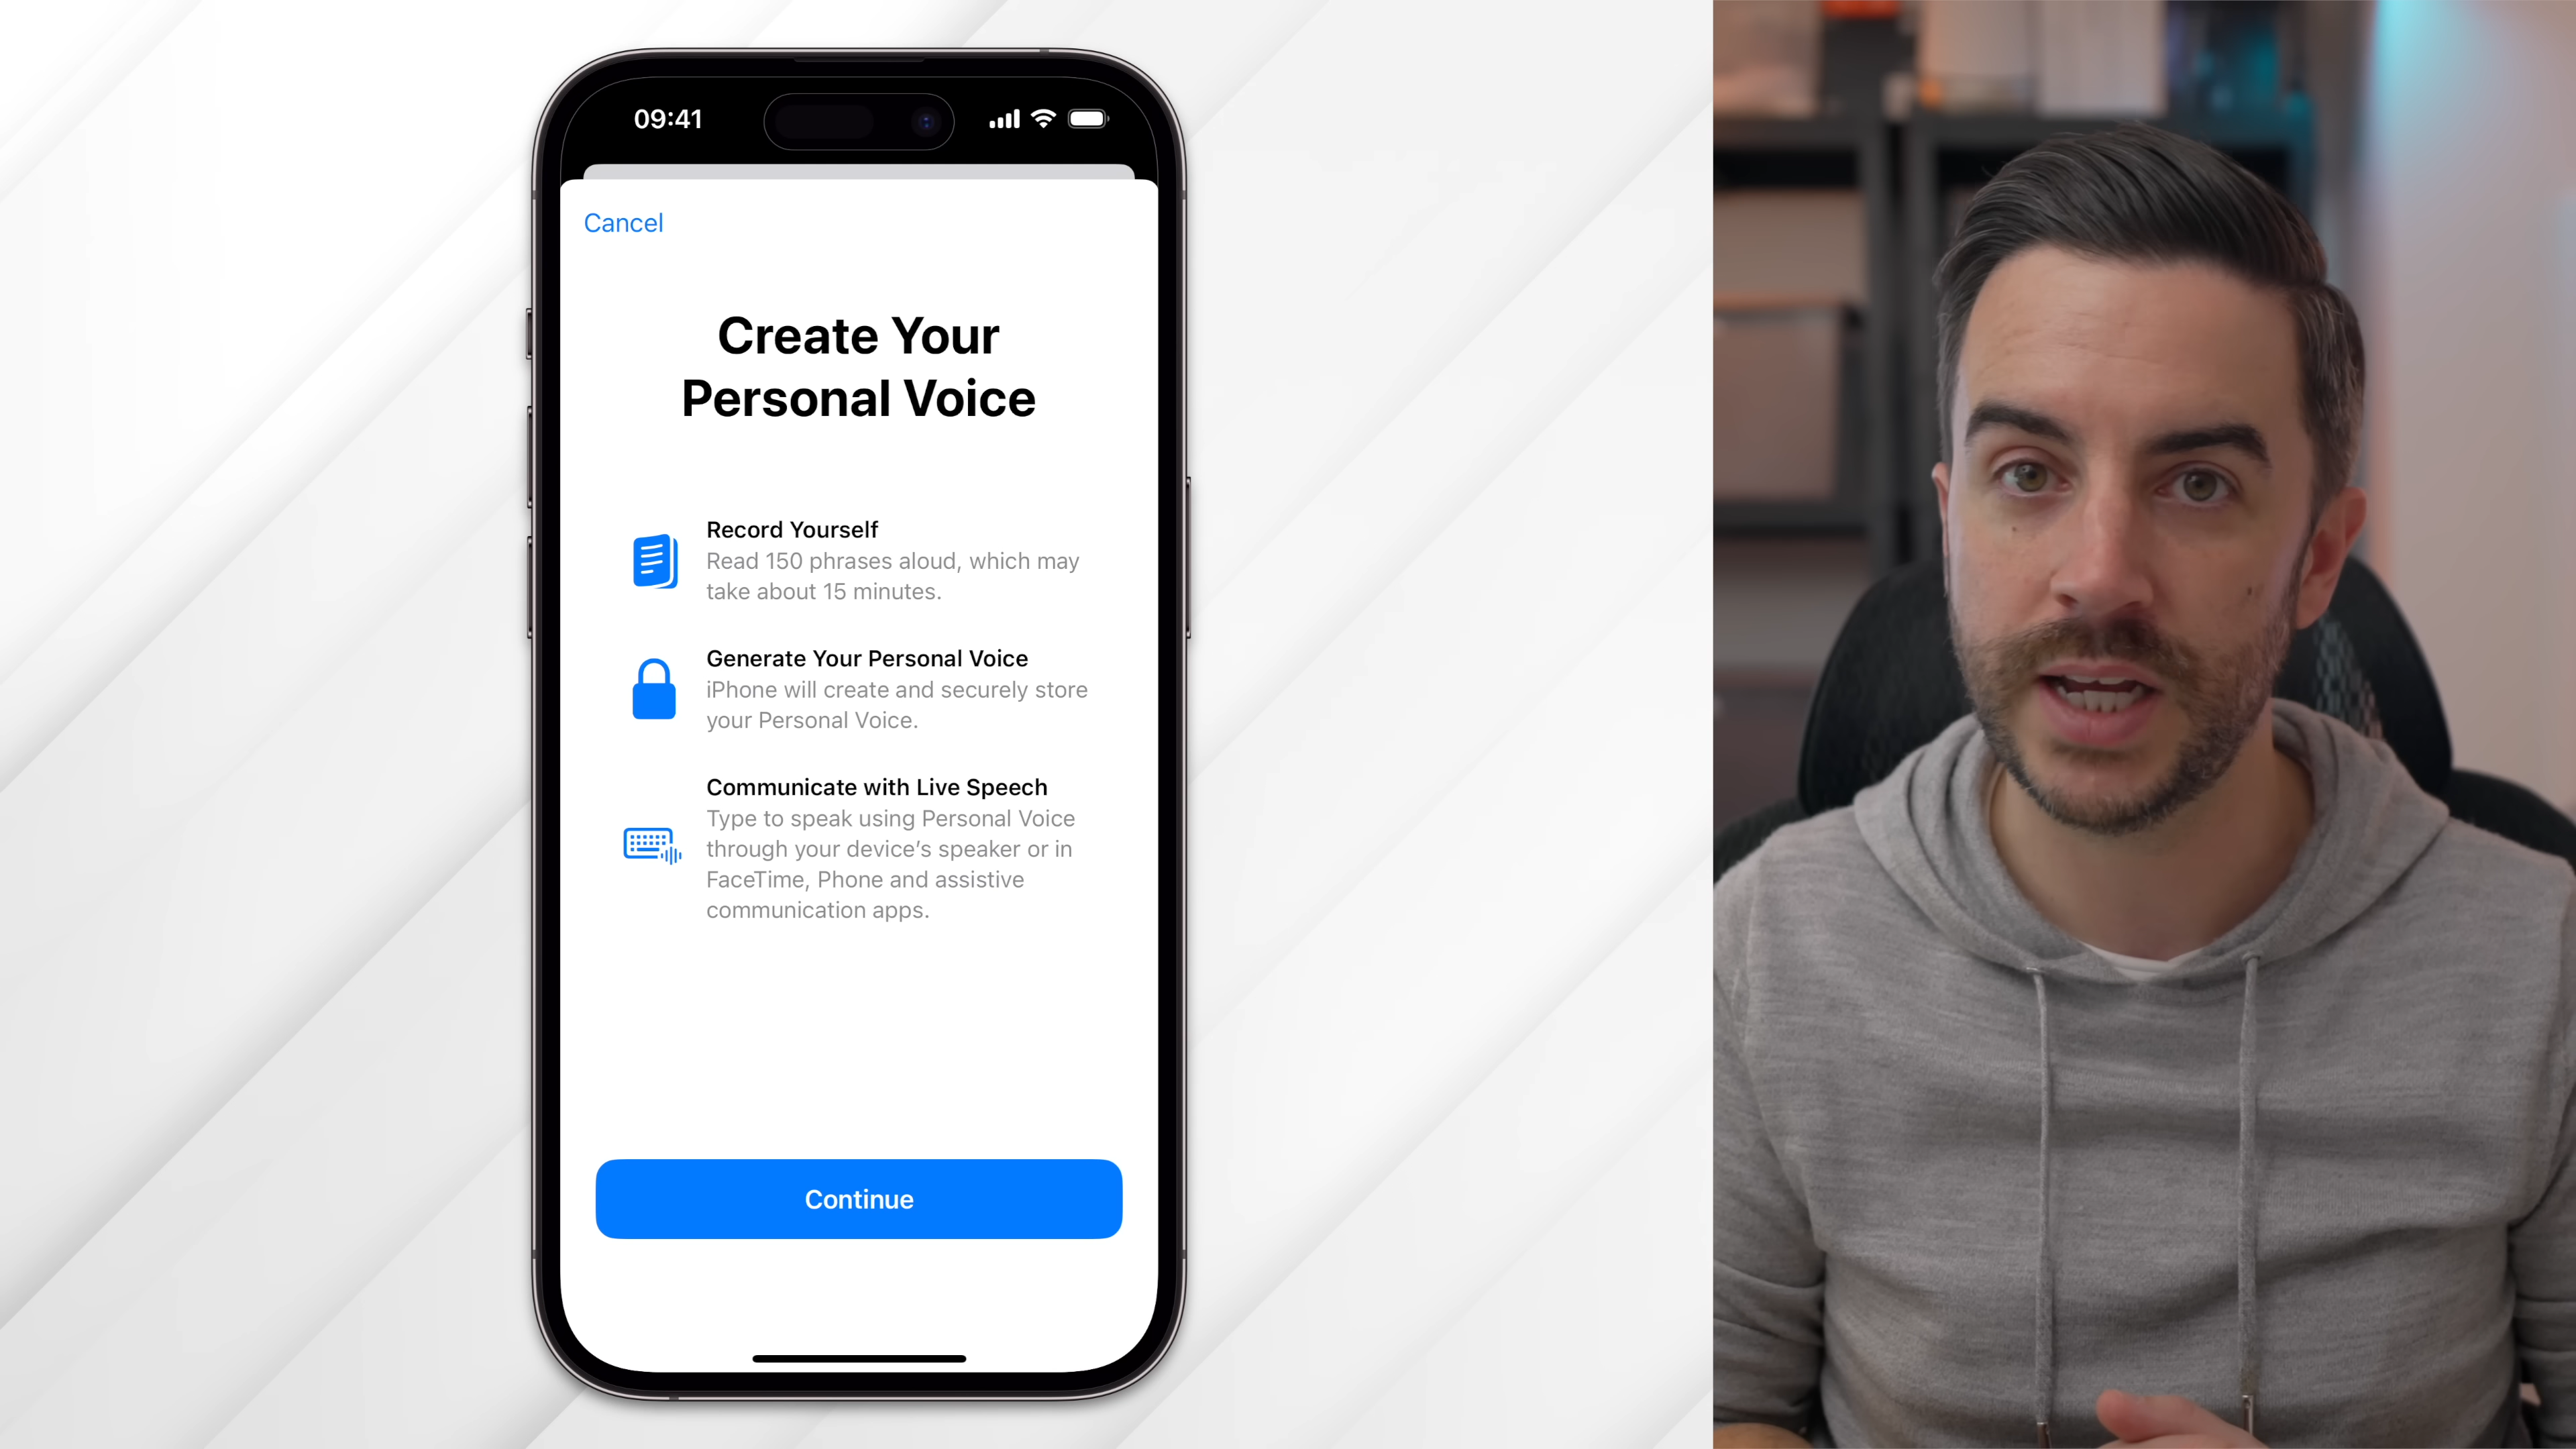 09:41
Cancel
Create Your
Personal Voice
Record Yourself
Read 150 phrases aloud, which may
take about 15 minutes.
Generate Your Personal Voice
iPhone will create and securely store
your Personal Voice.
Communicate with Live Speech
Type to speak using Personal Voice
through your device’s speaker or in
FaceTime, Phone and assistive
communication apps.
Continue